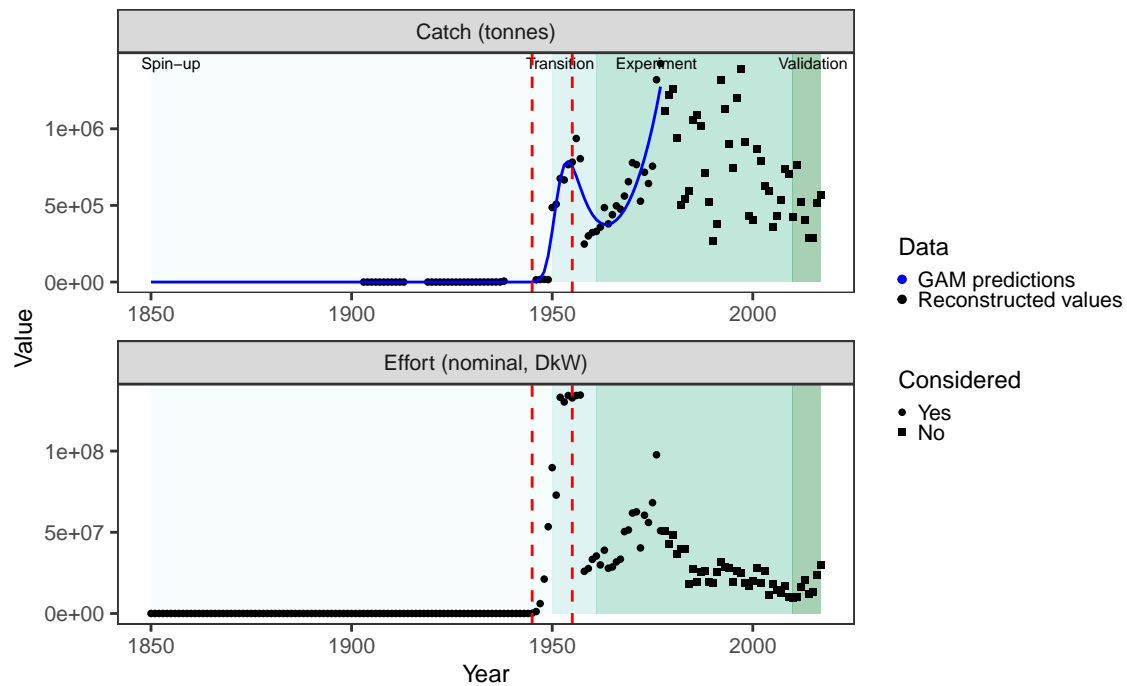 Catch (tonnes)
Spin−up Transition Experiment Validation
1e+06
5e+05
0e+00
1850 1900 1950 2000
Effort (nominal, DkW)
1e+08
5e+07
0e+00
1850 1900 1950 2000
Year
Value
Data
GAM predictions
Reconstructed values
Considered
Yes
No